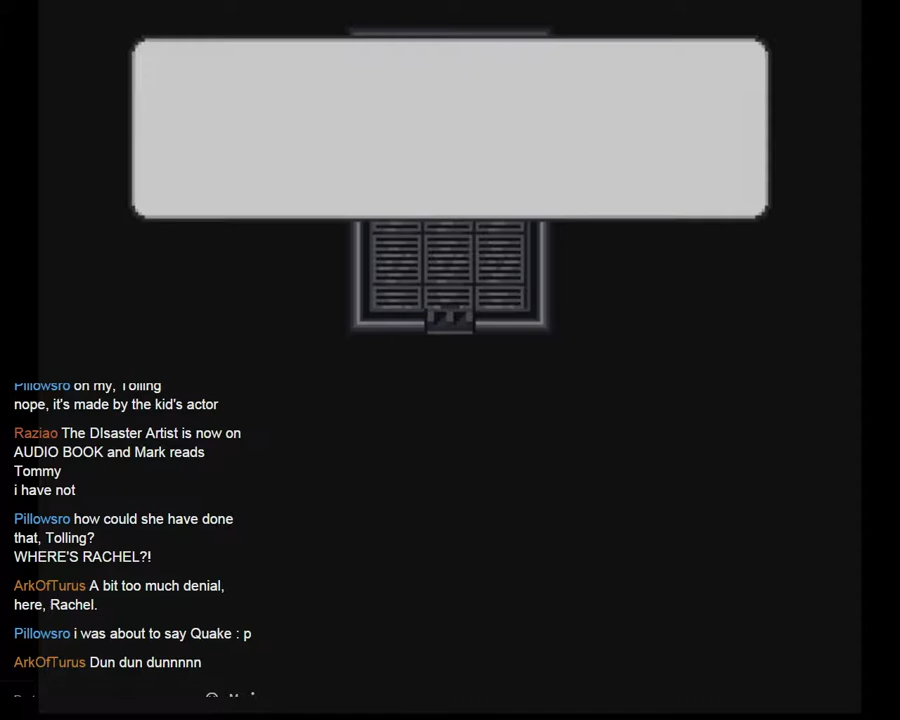 Pillowsro oh my, Tolling
nope, it's made by the kid's actor
Raziao The DIsaster Artist is now on
AUDIO BOOK and Mark reads
Tommy
i have not
Pillowsro how could she have done
that, Tolling?
WHERE'S RACHEL?!
ArkOfTurus A bit too much denial,
here, Rachel.
Pillowsro i was about to say Quake : p
ArkOfTurus Dun dun dunnnnn